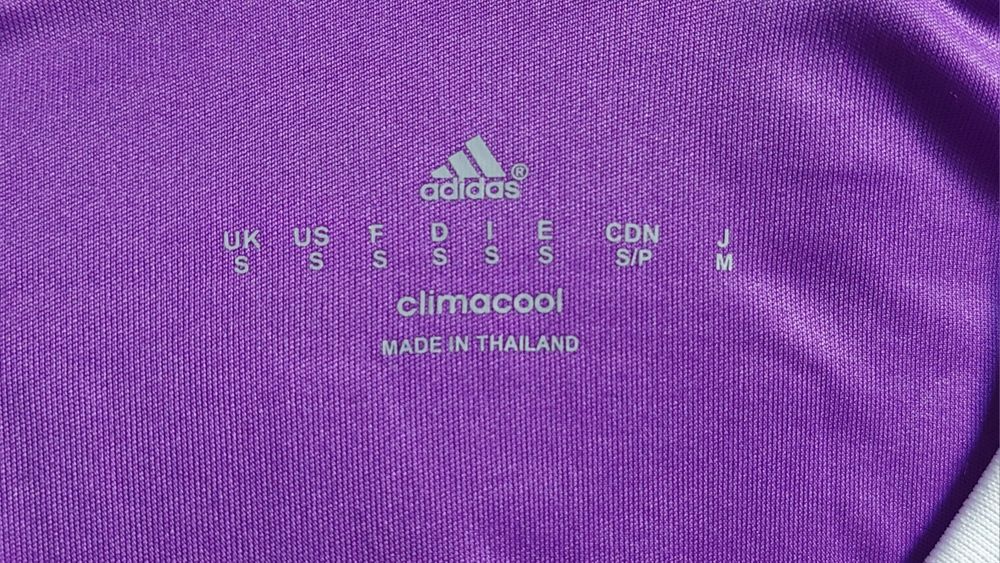 adidas®
UK US F D I E CDN J
S S S S S S S/P M
climacool
MADE IN THAILAND